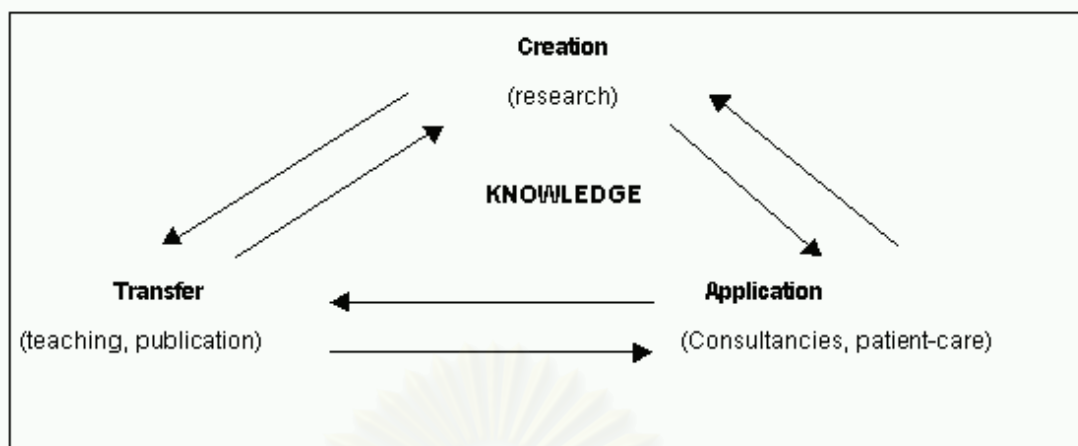 Creation
(research)
KNOWLEDGE
Transfer
Application
(teaching, publication)
(Consultancies, patient-care)